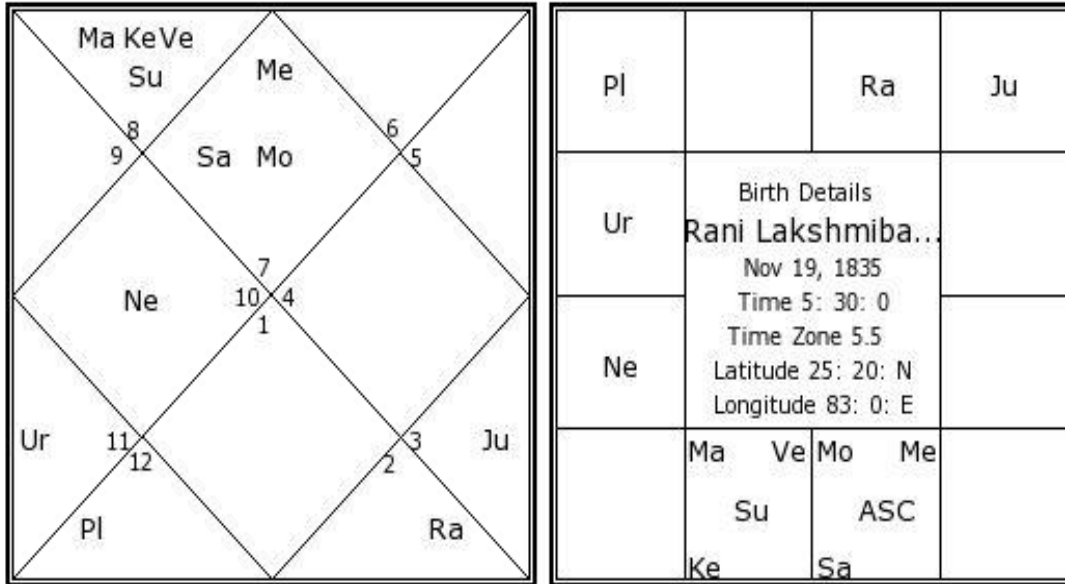 Ma KeVe
Su
Me
8
6
9
Sa Mo
5
7
Ne
10
4
1
Ur
11
3
Ju
12
2
Pl
Ra
Pl
Ra
Ju
Ur
Birth Details
Rani Lakshmiba...
Nov 19, 1835
Time 5: 30: 0
Time Zone 5.5
Ne
Latitude 25: 20: N
Longitude 83: 0: E
Ma Ve
Su
Ke
Mo Me
ASC
Sa